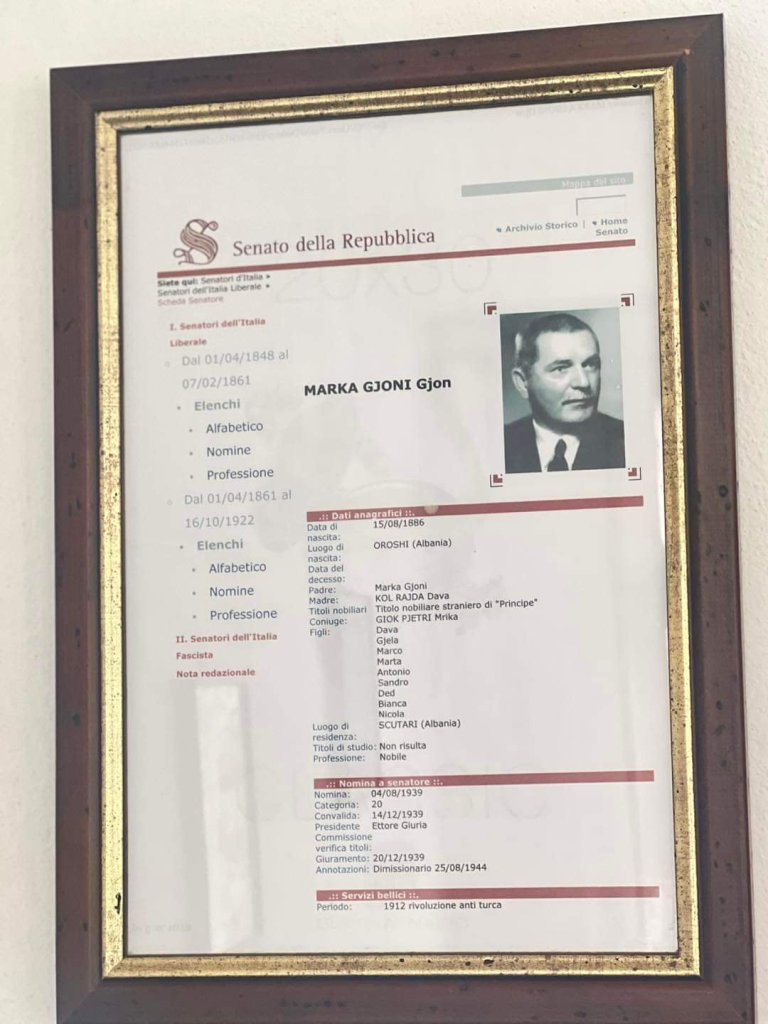 Mappa del sito
Archivio Storico | Home
Senato
Senato della Repubblica
Siete qui: Senatori d'Italia »
Senatori dell'Italia Liberale »
Scheda Senatore
I. Senatori dell'Italia
Liberale
Dal 01/04/1848 al
07/02/1861
Elenchi
Alfabetico
Nomine
Professione
Dal 01/04/1861 al
16/10/1922
Elenchi
Alfabetico
Nomine
Professione
II. Senatori dell'Italia
Fascista
Nota redazionale
MARKA GJONI Gjon
.:: Dati anagrafici ::.
Data di nascita: 15/08/1886
Luogo di nascita: OROSHI (Albania)
Data del decesso:
Padre: Marka Gjoni
Madre: KOL RAJDA Dava
Titoli nobiliari Titolo nobiliare straniero di "Principe"
Coniuge: GIOK PJETRI Mrika
Figli: Dava
Gjela
Marco
Marta
Antonio
Sandro
Ded
Bianca
Nicola
Luogo di residenza: SCUTARI (Albania)
Titoli di studio: Non risulta
Professione: Nobile
.:: Nomina a senatore ::.
Nomina: 04/08/1939
Categoria: 20
Convalida: 14/12/1939
Presidente Commissione verifica titoli: Ettore Giuria
Giuramento: 20/12/1939
Annotazioni: Dimissionario 25/08/1944
.:: Servizi bellici ::.
Periodo: 1912 rivoluzione anti turca